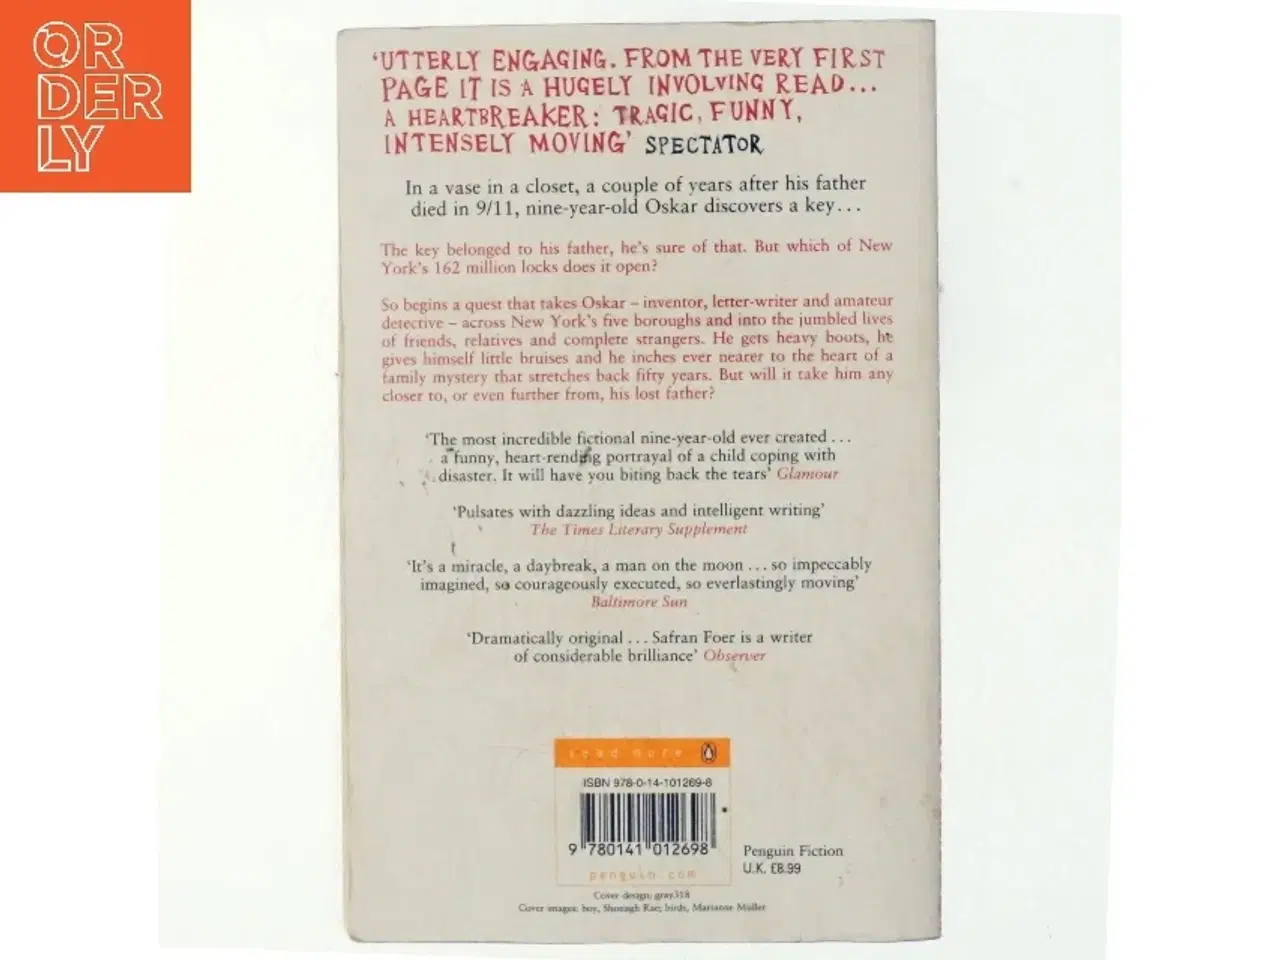 ORDERLY
‘UTTERLY ENGAGING. FROM THE VERY FIRST
PAGE IT IS A HUGELY INVOLVING READ...
A HEARTBREAKER: TRAGIC, FUNNY,
INTENSELY MOVING’ SPECTATOR
In a vase in a closet, a couple of years after his father
died in 9/11, nine-year-old Oskar discovers a key...
The key belonged to his father, he's sure of that. But which of New
York's 162 million locks does it open?
So begins a quest that takes Oskar – inventor, letter-writer and amateur
detective – across New York's five boroughs and into the jumbled lives
of friends, relatives and complete strangers. He gets heavy boots, he
gives himself little bruises and he inches ever nearer to the heart of a
family mystery that stretches back fifty years. But will it take him any
closer to, or even further from, his lost father?
‘The most incredible fictional nine-year-old ever created ...
a funny, heart-rending portrayal of a child coping with
disaster. It will have you biting back the tears’ Glamour
‘Pulsates with dazzling ideas and intelligent writing’
The Times Literary Supplement
‘It's a miracle, a daybreak, a man on the moon ... so impeccably
imagined, so courageously executed, so everlastingly moving’
Baltimore Sun
‘Dramatically original ... Safran Foer is a writer
of considerable brilliance’ Observer
read more
ISBN 978-0-14-101269-8
9 780141 012698
penguin.com
Penguin Fiction
U.K. £8.99
Cover design: gray318
Cover images: boy, Shonagh Rae; birds, Marianne Müller